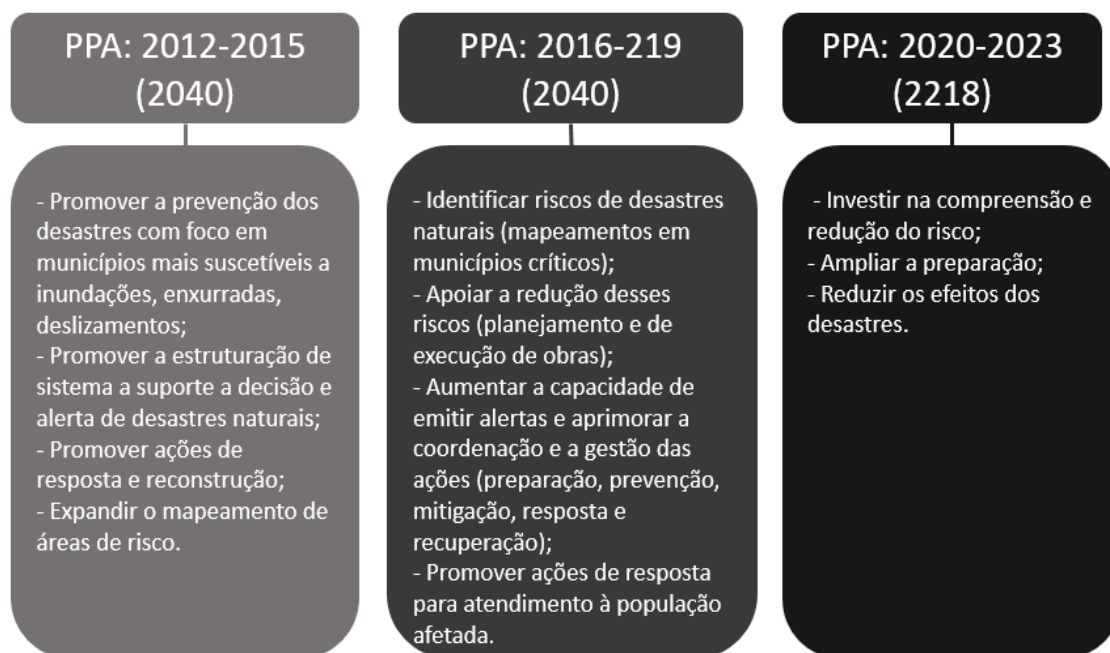 PPA: 2012-2015
(2040)
- Promover a prevenção dos
desastres com foco em
municípios mais suscetíveis a
inundações, enxurradas,
deslizamentos;
- Promover a estruturação de
sistema a suporte a decisão e
alerta de desastres naturais;
- Promover ações de
resposta e reconstrução;
- Expandir o mapeamento de
áreas de risco.
PPA: 2016-219
(2040)
- Identificar riscos de desastres
naturais (mapeamentos em
municípios críticos);
- Apoiar a redução desses
riscos (planejamento e de
execução de obras);
- Aumentar a capacidade de
emitir alertas e aprimorar a
coordenação e a gestão das
ações (preparação, prevenção,
mitigação, resposta e
recuperação);
- Promover ações de resposta
para atendimento à população
afetada.
PPA: 2020-2023
(2218)
- Investir na compreensão e
redução do risco;
- Ampliar a preparação;
- Reduzir os efeitos dos
desastres.